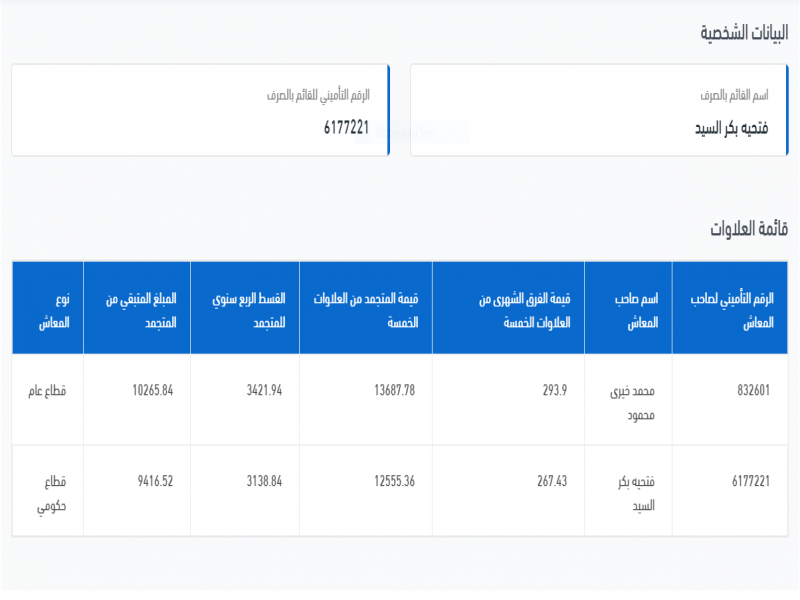 البيانات الشخصية
اسم القائم بالصرف
فتحيه بكر السيد
الرقم التأميني للقائم بالصرف
6177221
قائمة العلاوات
الرقم التأميني لصاحب المعاش
اسم صاحب المعاش
قيمة الفرق الشهرى من العلاوات الخمسة
قيمة المتجمد من العلاوات الخمسة
القسط الربع سنوي للمتجمد
المبلغ المتبقي من المتجمد
نوع المعاش
832601
محمد خيرى محمود
293.9
13687.78
3421.94
10265.84
قطاع عام
6177221
فتحيه بكر السيد
267.43
12555.36
3138.84
9416.52
قطاع حكومي